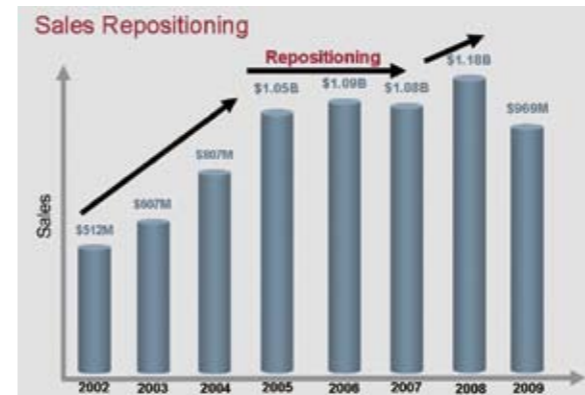 Sales Repositioning
Repositioning
$1.18B
$1.05B
$1.09B
$1.08B
$969M
$807M
$607M
$512M
Sales
2002 2003 2004 2005 2006 2007 2008 2009